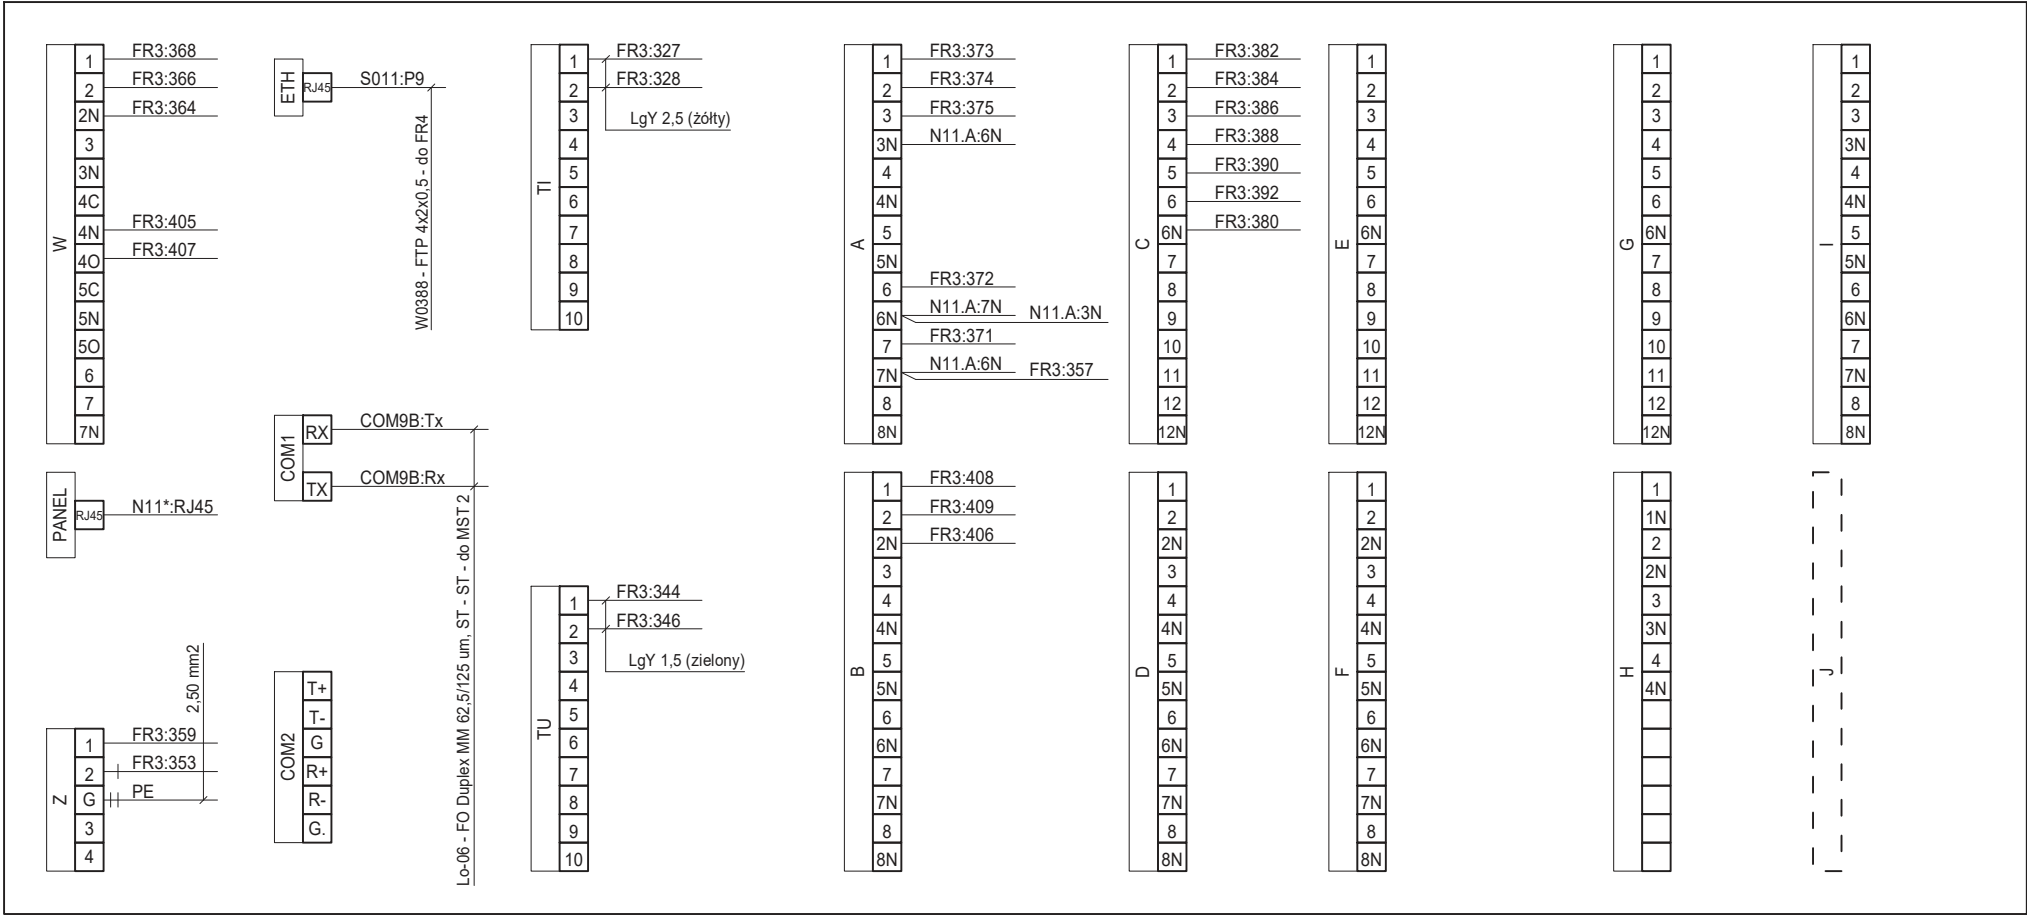 W
1 FR3:368
2 FR3:366
2N FR3:364
3
3N
4C
4N FR3:405
4O FR3:407
5C
5N
5O
6
7
7N
PANEL
RJ45 N11*:RJ45
Z
1 FR3:359
2 FR3:353
G PE
3
4
2,50 mm2
ETH
RJ45 S011:P9
W0388 - FTP 4x2x0,5 - do FR4
COM1
RX COM9B:Tx
TX COM9B:Rx
Lo-06 - FO Duplex MM 62,5/125 um, ST - ST - do MST 2
COM2
T+
T-
G
R+
R-
G.
TI
1 FR3:327
2 FR3:328
LgY 2,5 (żółty)
3
4
5
6
7
8
9
10
TU
1 FR3:344
2 FR3:346
LgY 1,5 (zielony)
3
4
5
6
7
8
9
10
A
1 FR3:373
2 FR3:374
3 FR3:375
3N N11.A:6N
4
4N
5
5N
6 FR3:372
6N N11.A:7N N11.A:3N
7 FR3:371
7N N11.A:6N FR3:357
8
8N
B
1 FR3:408
2 FR3:409
2N FR3:406
3
4
4N
5
5N
6
6N
7
7N
8
8N
C
1 FR3:382
2 FR3:384
3 FR3:386
4 FR3:388
5 FR3:390
6 FR3:392
6N FR3:380
7
8
9
10
11
12
12N
D
1
2
2N
3
4
4N
5
5N
6
6N
7
7N
8
8N
E
1
2
3
4
5
6
6N
7
8
9
10
11
12
12N
F
1
2
2N
3
4
4N
5
5N
6
6N
7
7N
8
8N
G
1
2
3
4
5
6
6N
7
8
9
10
11
12
12N
H
1
1N
2
2N
3
3N
4
4N
I
1
2
3
3N
4
4N
5
5N
6
6N
7
7N
8
8N
J